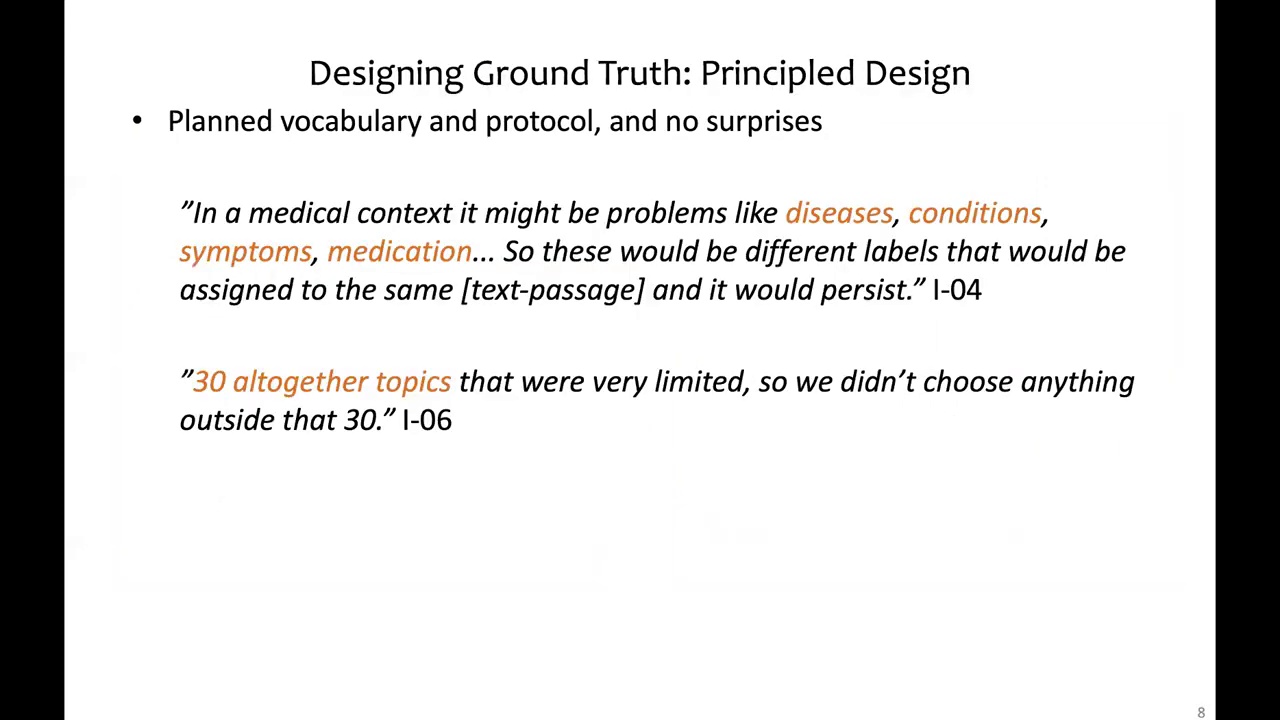 Designing Ground Truth: Principled Design
• Planned vocabulary and protocol, and no surprises
”In a medical context it might be problems like diseases, conditions,
symptoms, medication... So these would be different labels that would be
assigned to the same [text-passage] and it would persist.” I-04
”30 altogether topics that were very limited, so we didn’t choose anything
outside that 30.” I-06
8